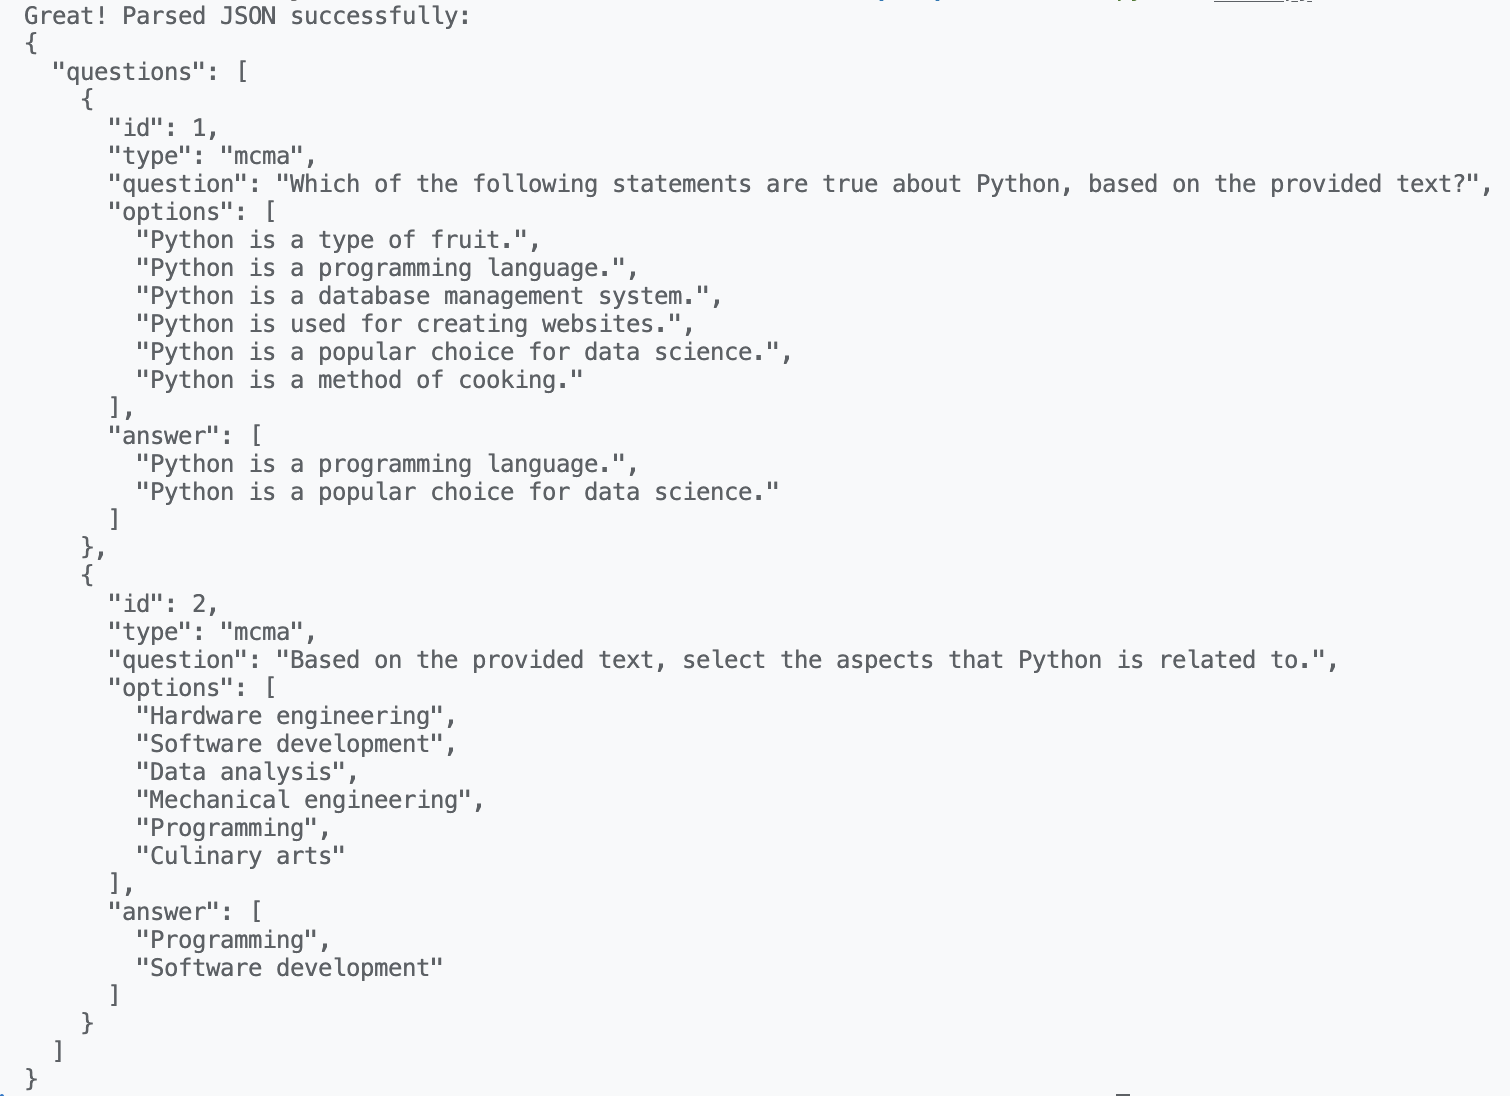 Great! Parsed JSON successfully:
{
  "questions": [
    {
      "id": 1,
      "type": "mcma",
      "question": "Which of the following statements are true about Python, based on the provided text?",
      "options": [
        "Python is a type of fruit.",
        "Python is a programming language.",
        "Python is a database management system.",
        "Python is used for creating websites.",
        "Python is a popular choice for data science.",
        "Python is a method of cooking."
      ],
      "answer": [
        "Python is a programming language.",
        "Python is a popular choice for data science."
      ]
    },
    {
      "id": 2,
      "type": "mcma",
      "question": "Based on the provided text, select the aspects that Python is related to.",
      "options": [
        "Hardware engineering",
        "Software development",
        "Data analysis",
        "Mechanical engineering",
        "Programming",
        "Culinary arts"
      ],
      "answer": [
        "Programming",
        "Software development"
      ]
    }
  ]
}